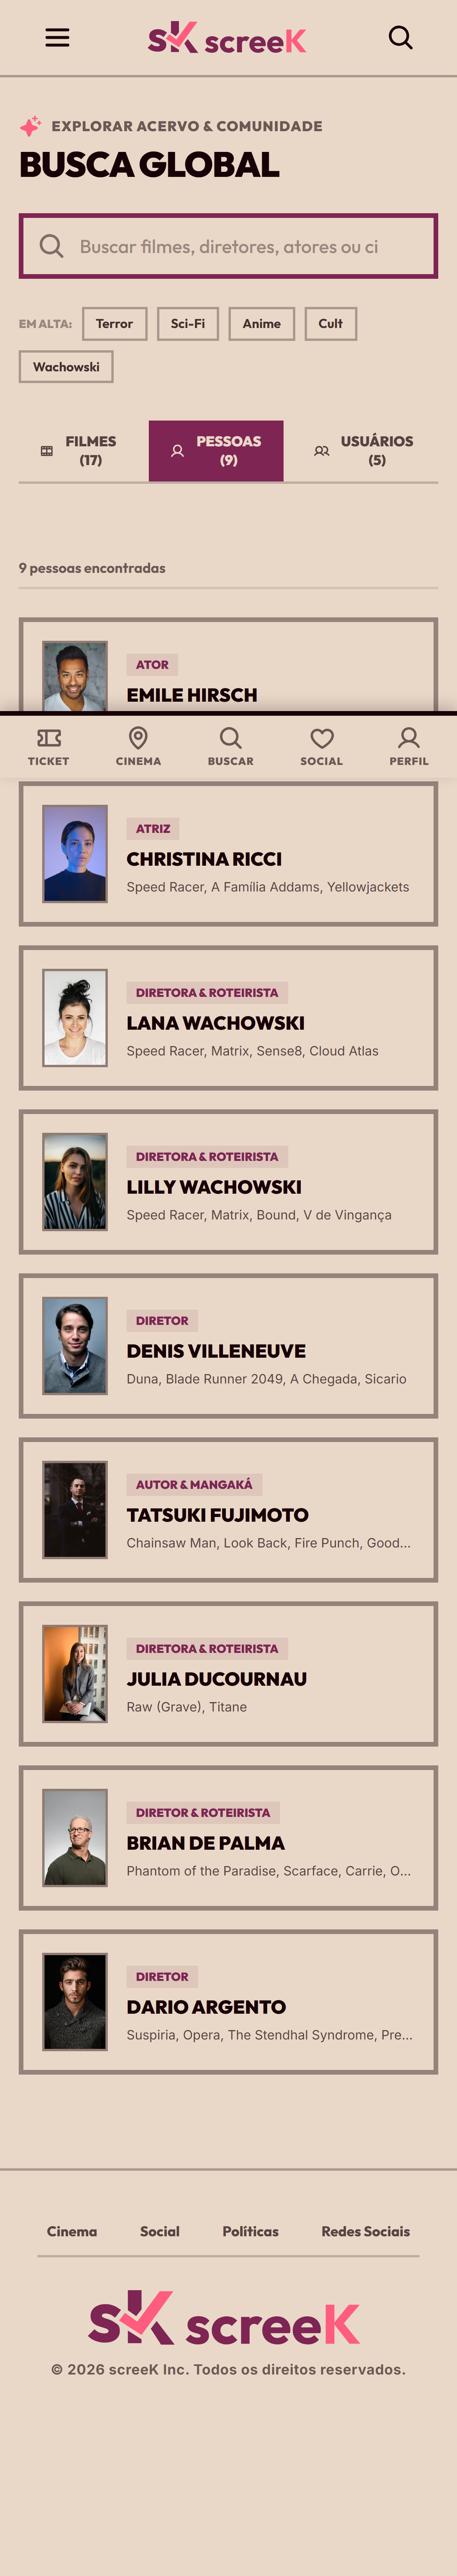 sK screeK
EXPLORAR ACERVO & COMUNIDADE
BUSCA GLOBAL
Buscar filmes, diretores, atores ou ci
EM ALTA:
Terror
Sci-Fi
Anime
Cult
Wachowski
FILMES
(17)
PESSOAS
(9)
USUÁRIOS
(5)
9 pessoas encontradas
ATOR
EMILE HIRSCH
TICKET
CINEMA
BUSCAR
SOCIAL
PERFIL
ATRIZ
CHRISTINA RICCI
Speed Racer, A Família Addams, Yellowjackets
DIRETORA & ROTEIRISTA
LANA WACHOWSKI
Speed Racer, Matrix, Sense8, Cloud Atlas
DIRETORA & ROTEIRISTA
LILLY WACHOWSKI
Speed Racer, Matrix, Bound, V de Vingança
DIRETOR
DENIS VILLENEUVE
Duna, Blade Runner 2049, A Chegada, Sicario
AUTOR & MANGAKÁ
TATSUKI FUJIMOTO
Chainsaw Man, Look Back, Fire Punch, Good...
DIRETORA & ROTEIRISTA
JULIA DUCOURNAU
Raw (Grave), Titane
DIRETOR & ROTEIRISTA
BRIAN DE PALMA
Phantom of the Paradise, Scarface, Carrie, O...
DIRETOR
DARIO ARGENTO
Suspiria, Opera, The Stendhal Syndrome, Pre...
Cinema
Social
Políticas
Redes Sociais
sK screeK
© 2026 screeK Inc. Todos os direitos reservados.